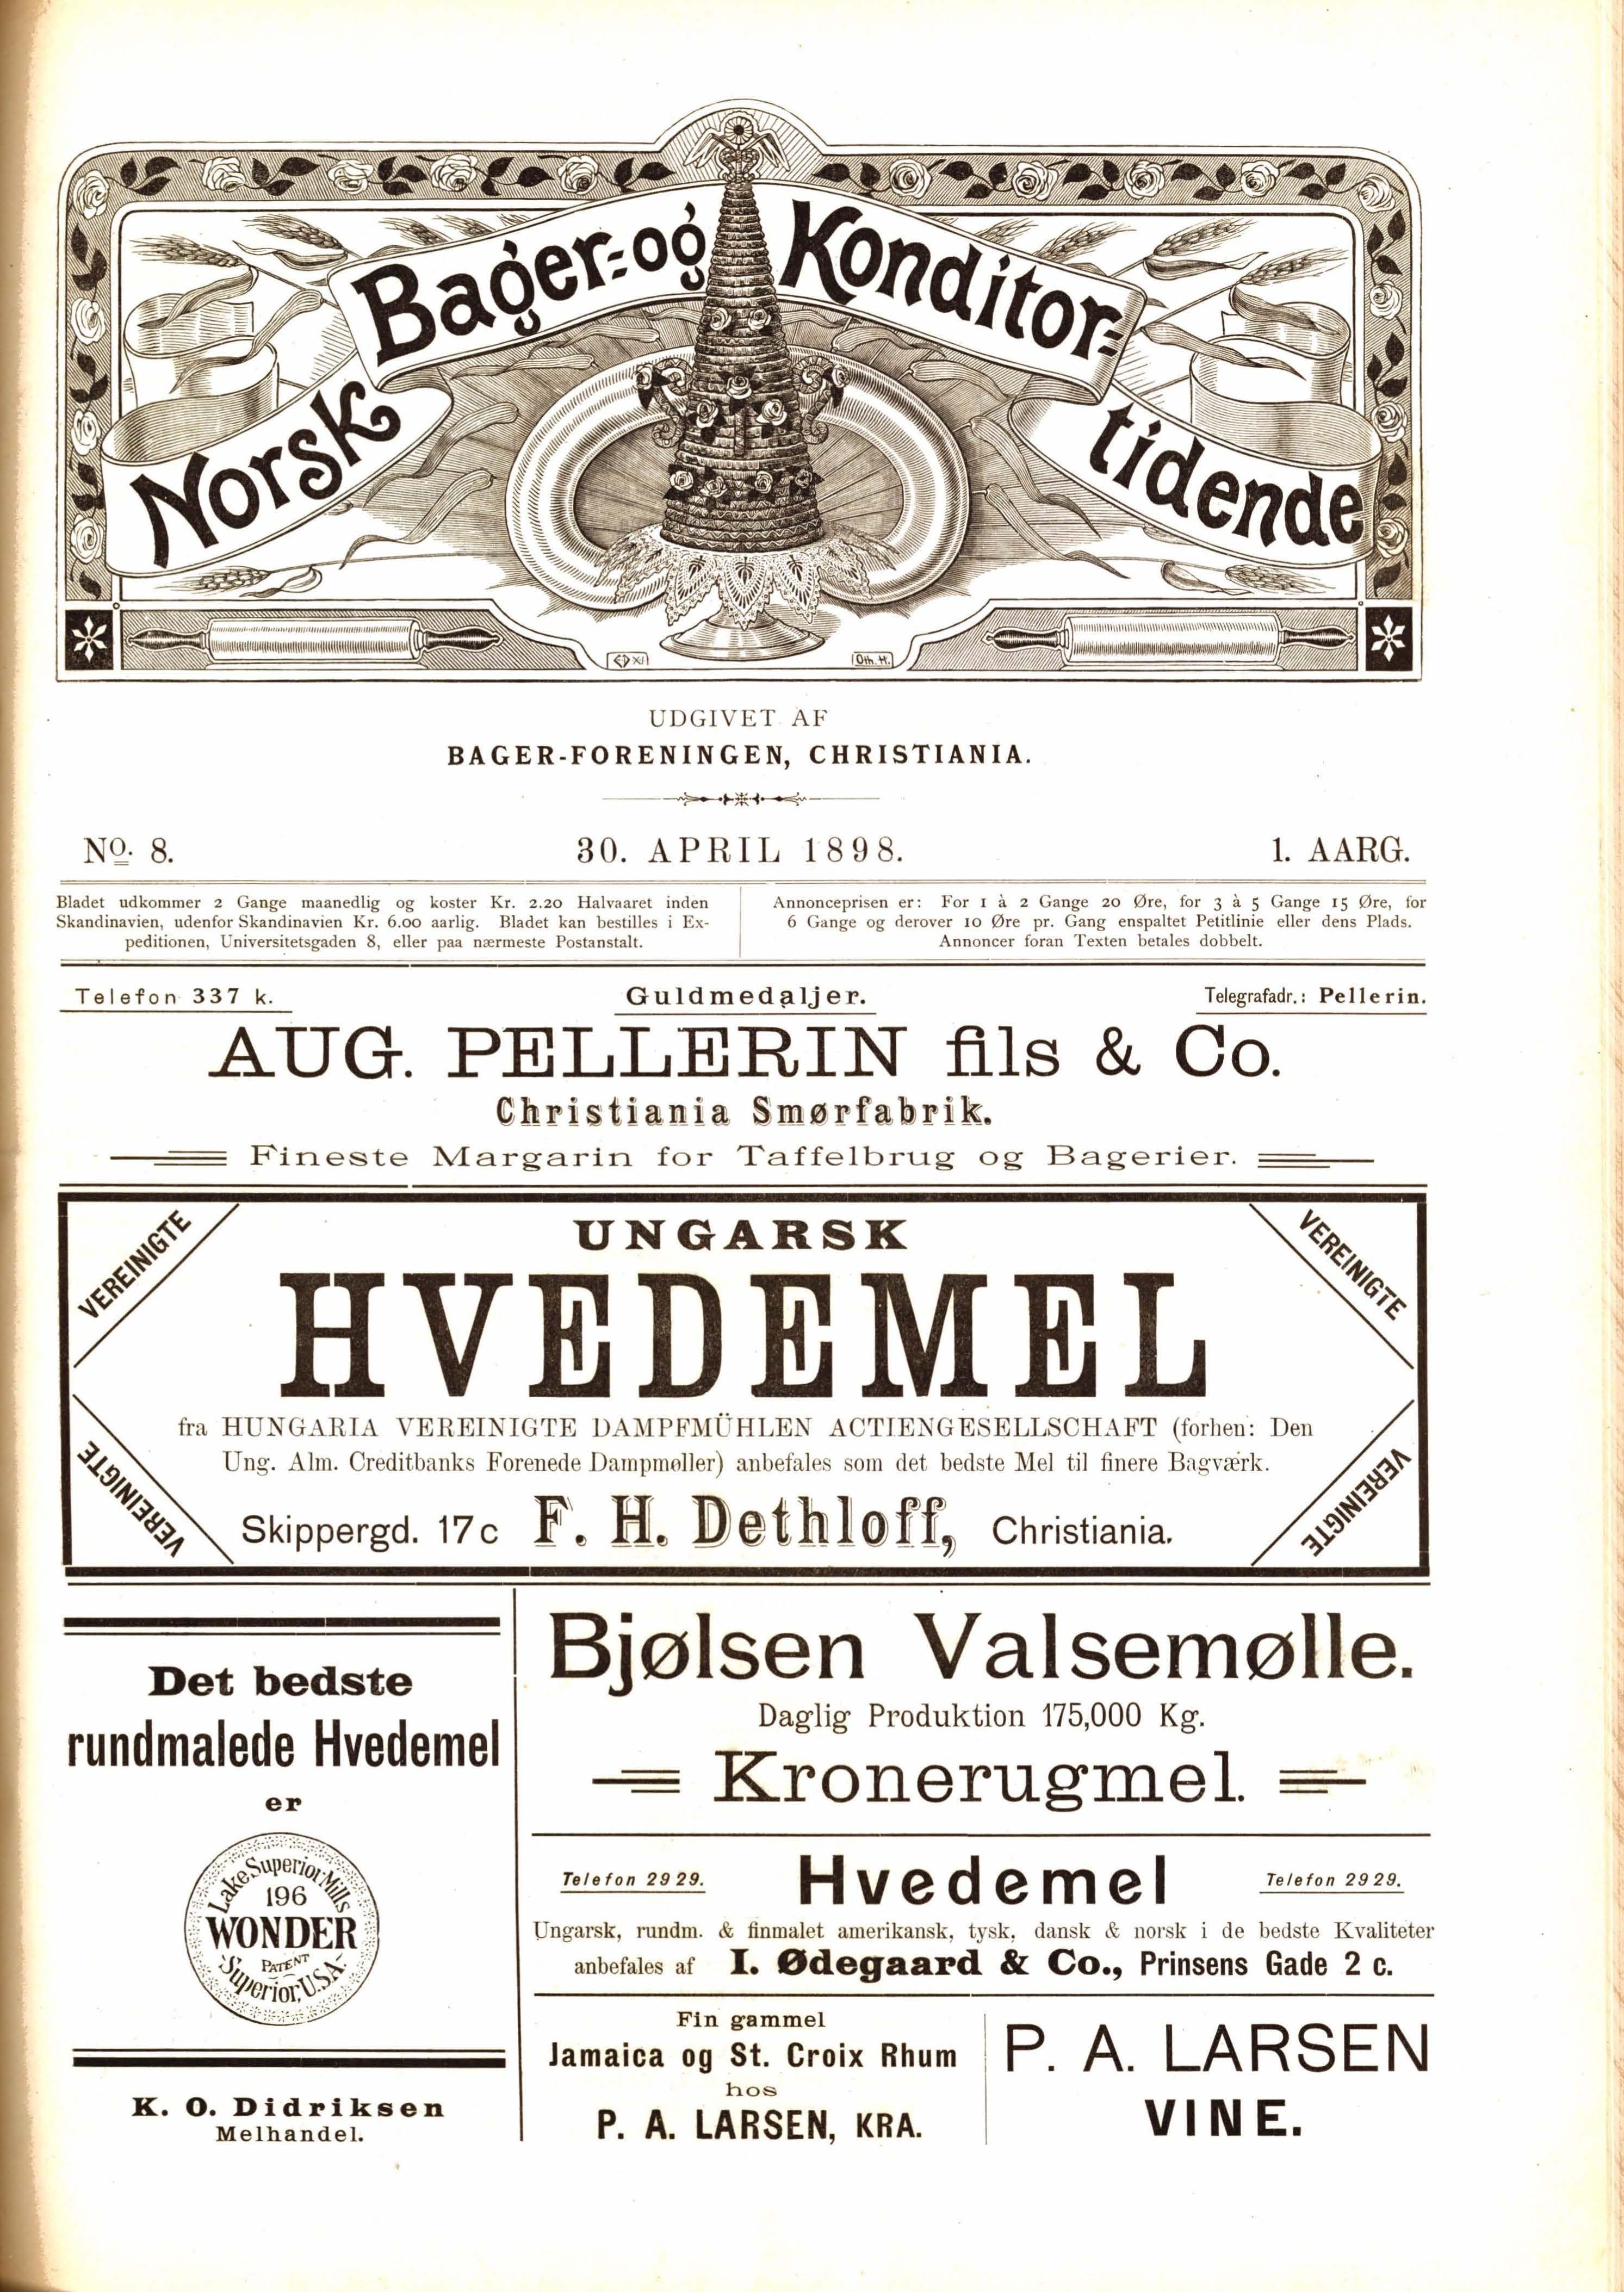 Norsk Bager- og Konditor-
tidende
Oth. H.
UDGIVET AF
BAGER-FORENINGEN, CHRISTIANIA.
No. 8.
30. APRIL 1898.
1. AARG.
Bladet udkommer 2 Gange maanedlig og koster Kr. 2.20 Halvaaret inden
Skandinavien, udenfor Skandinavien Kr. 6.00 aarlig. Bladet kan bestilles i Ex-
peditionen, Universitetsgaden 8, eller paa nærmeste Postanstalt.
Annonceprisen er: For 1 à 2 Gange 20 Øre, for 3 à 5 Gange 15 Øre, for
6 Gange og derover 10 Øre pr. Gang enspaltet Petitlinie eller dens Plads.
Annoncer foran Texten betales dobbelt.
Telefon 337 k.
Guldmedaljer.
Telegrafadr.: Pellerin.
AUG. PELLERIN fils & Co.
Christiania Smørfabrik.
Fineste Margarin for Taffelbrug og Bagerier.
VEREINIGTE
VEREINIGTE
UNGARSK
HVEDEMEL
fra HUNGARIA VEREINIGTE DAMPFMÜHLEN ACTIENGESELLSCHAFT (forhen: Den
Ung. Alm. Creditbanks Forenede Dampmøller) anbefales som det bedste Mel til finere Bagværk.
VEREINIGTE
VEREINIGTE
Skippergd. 17c F. H. Dethloff, Christiania.
Det bedste
rundmalede Hvedemel
er
Lake Superior Mills
196
WONDER
PATENT
Superior, U.S.A.
K. O. Didriksen
Melhandel.
Bjølsen Valsemølle.
Daglig Produktion 175,000 Kg.
Kronerugmel.
Telefon 2929.
Hvedemel
Telefon 2929.
Ungarsk, rundm. & finmalet amerikansk, tysk, dansk & norsk i de bedste Kvaliteter
anbefales af I. Ødegaard & Co., Prinsens Gade 2 c.
Fin gammel
Jamaica og St. Croix Rhum
hos
P. A. LARSEN, KRA.
P. A. LARSEN
VINE.